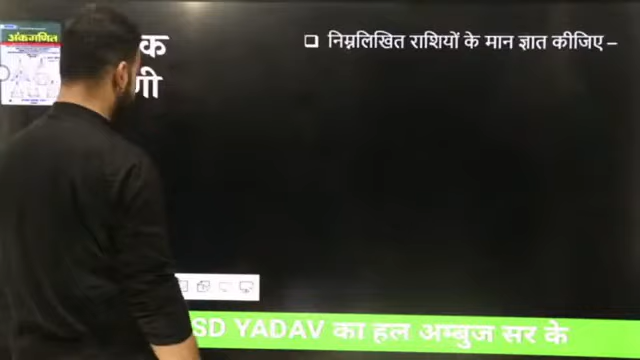 अंकगणित
क
णी
❑ निम्नलिखित राशियों के मान ज्ञात कीजिए –
SD YADAV का हल अम्बुज सर के